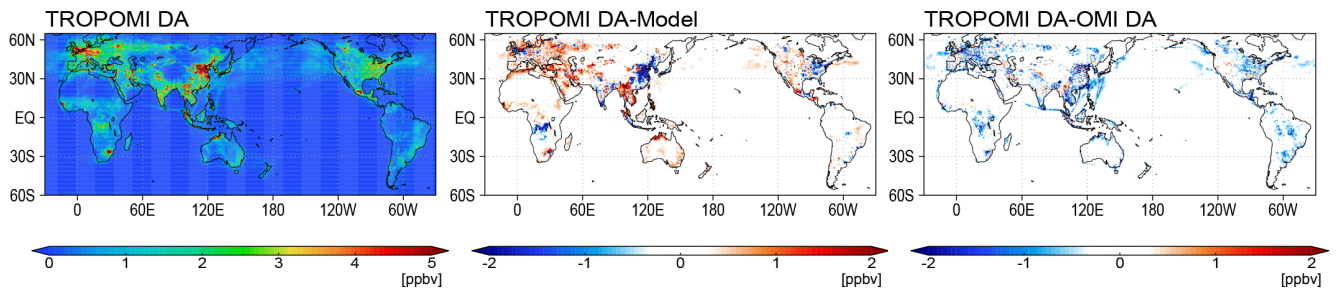 TROPOMI DA
60N
30N
EQ
30S
60S
0 60E 120E 180 120W 60W
0 1 2 3 4 5
[ppbv]
TROPOMI DA-Model
60N
30N
EQ
30S
60S
0 60E 120E 180 120W 60W
-2 -1 0 1 2
[ppbv]
TROPOMI DA-OMI DA
60N
30N
EQ
30S
60S
0 60E 120E 180 120W 60W
-2 -1 0 1 2
[ppbv]